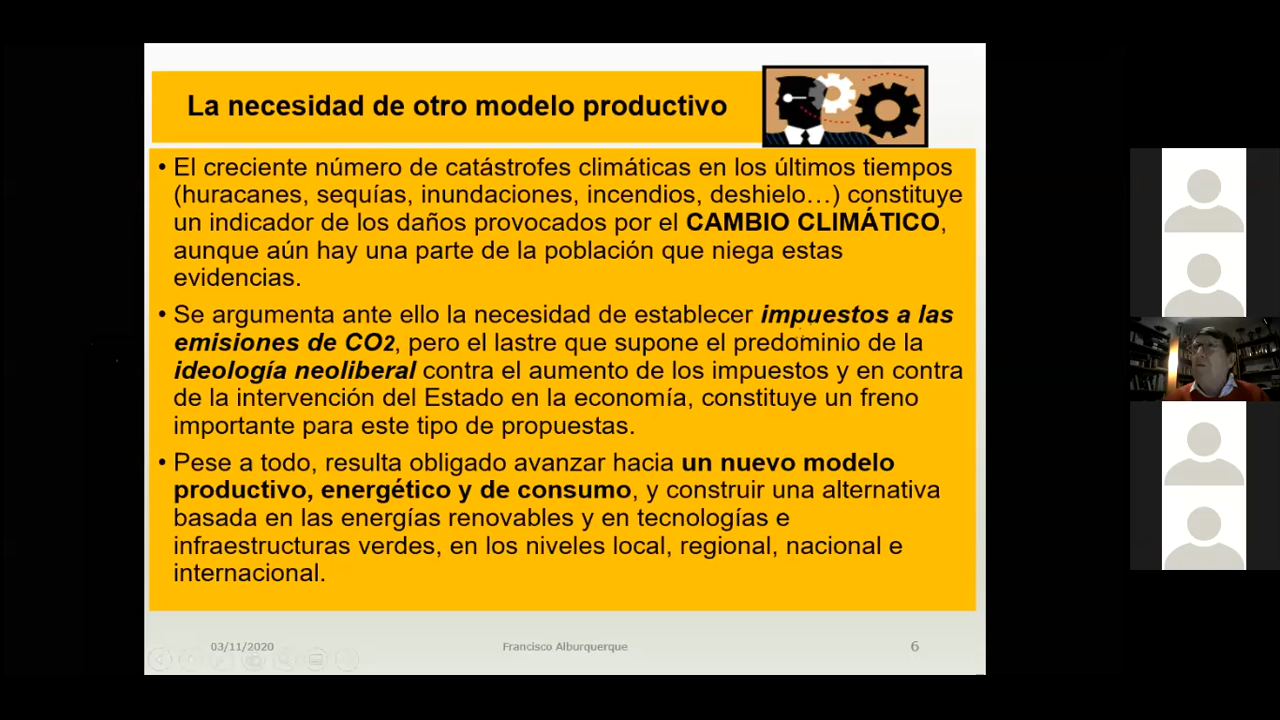 La necesidad de otro modelo productivo
• El creciente número de catástrofes climáticas en los últimos tiempos
(huracanes, sequías, inundaciones, incendios, deshielo…) constituye
un indicador de los daños provocados por el CAMBIO CLIMÁTICO,
aunque aún hay una parte de la población que niega estas
evidencias.
• Se argumenta ante ello la necesidad de establecer impuestos a las
emisiones de CO2, pero el lastre que supone el predominio de la
ideología neoliberal contra el aumento de los impuestos y en contra
de la intervención del Estado en la economía, constituye un freno
importante para este tipo de propuestas.
• Pese a todo, resulta obligado avanzar hacia un nuevo modelo
productivo, energético y de consumo, y construir una alternativa
basada en las energías renovables y en tecnologías e
infraestructuras verdes, en los niveles local, regional, nacional e
internacional.
03/11/2020
Francisco Alburquerque
6